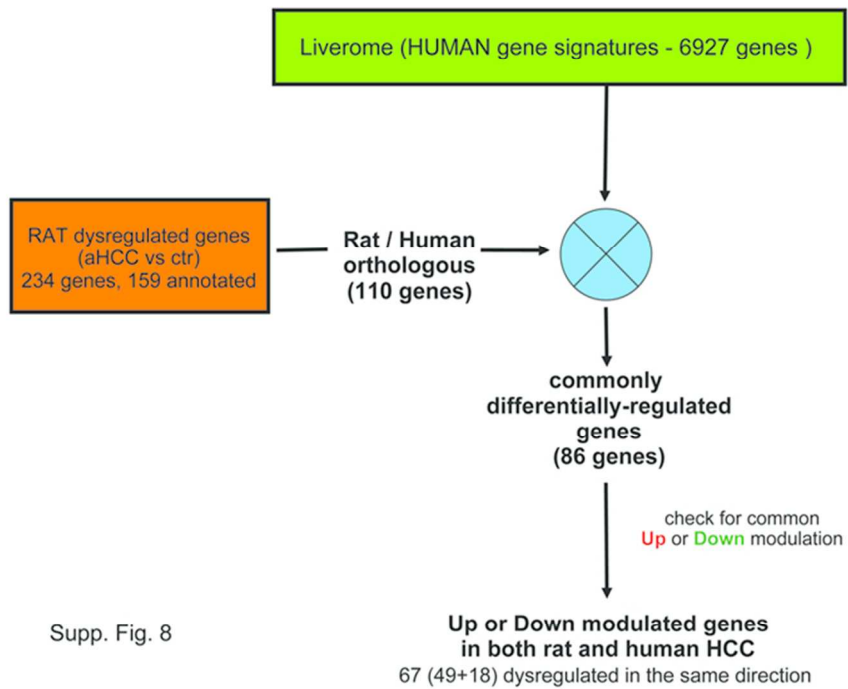 Liverome (HUMAN gene signatures - 6927 genes )
RAT dysregulated genes
(aHCC vs ctr)
234 genes, 159 annotated
Rat / Human
orthologous
(110 genes)
commonly
differentially-regulated
genes
(86 genes)
check for common
Up or Down modulation
Up or Down modulated genes
in both rat and human HCC
67 (49+18) dysregulated in the same direction
Supp. Fig. 8